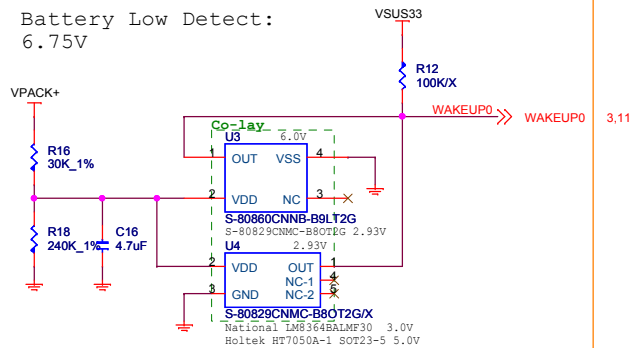 Battery Low Detect:
6.75V
VSUS33
R12
100K/X
VPACK+
WAKEUP0
WAKEUP0
3,11
Co-lay
U3
6.0V
R16
30K_1%
1
OUT
VSS
4
2
VDD
NC
3
S-80860CNNB-B9LT2G
S-80829CNMC-B8OT2G 2.93V
R18
240K_1%
C16
4.7uF
U4
2.93V
2
VDD
OUT
1
NC-1
4
3
GND
NC-2
5
S-80829CNMC-B8OT2G/X
National LM8364BALMF30 3.0V
Holtek HT7050A-1 SOT23-5 5.0V